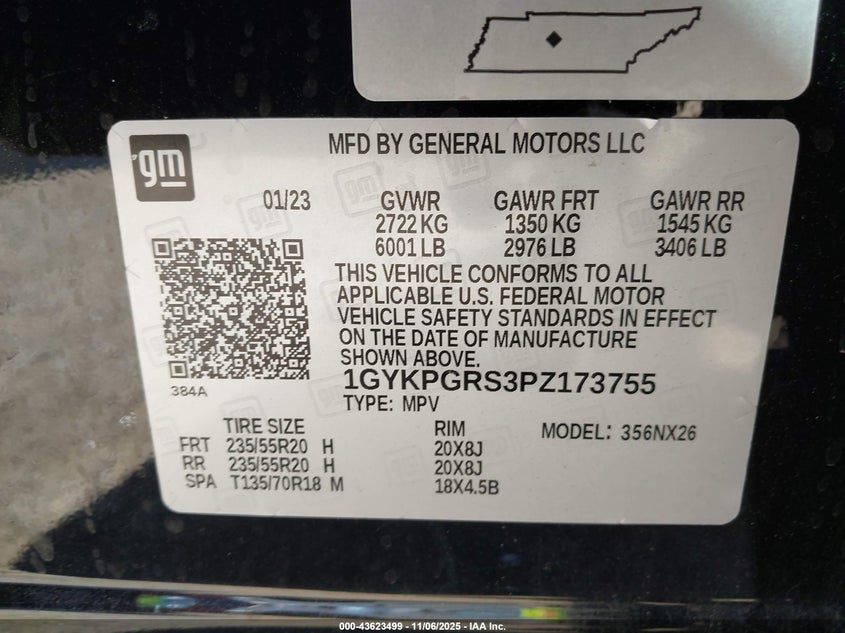 gm
MFD BY GENERAL MOTORS LLC
01/23 GVWR GAWR FRT GAWR RR
2722 KG 1350 KG 1545 KG
6001 LB 2976 LB 3406 LB
THIS VEHICLE CONFORMS TO ALL
APPLICABLE U.S. FEDERAL MOTOR
VEHICLE SAFETY STANDARDS IN EFFECT
ON THE DATE OF MANUFACTURE
SHOWN ABOVE.
384A
1GYKPGRS3PZ173755
TYPE: MPV
TIRE SIZE RIM MODEL: 356NX26
FRT 235/55R20 H 20X8J
RR 235/55R20 H 20X8J
SPA T135/70R18 M 18X4.5B
000-43623499 - 11/06/2025 - IAA Inc.